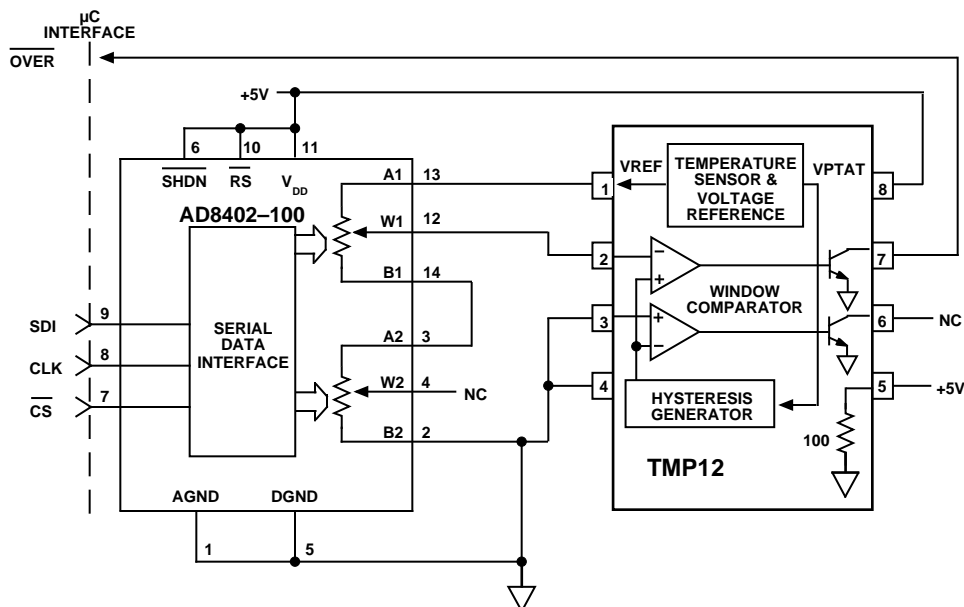 µC
INTERFACE
OVER
+5V
6
10
11
SHDN
RS
VDD
AD8402–100
A1
13
W1
12
B1
14
A2
3
W2
4
NC
B2
2
SDI
9
CLK
8
CS
7
SERIAL
DATA
INTERFACE
AGND
DGND
1
5
1
VREF
TEMPERATURE
SENSOR &
VOLTAGE
REFERENCE
VPTAT
8
2
7
WINDOW
COMPARATOR
3
6
NC
4
HYSTERESIS
GENERATOR
5
+5V
100
TMP12